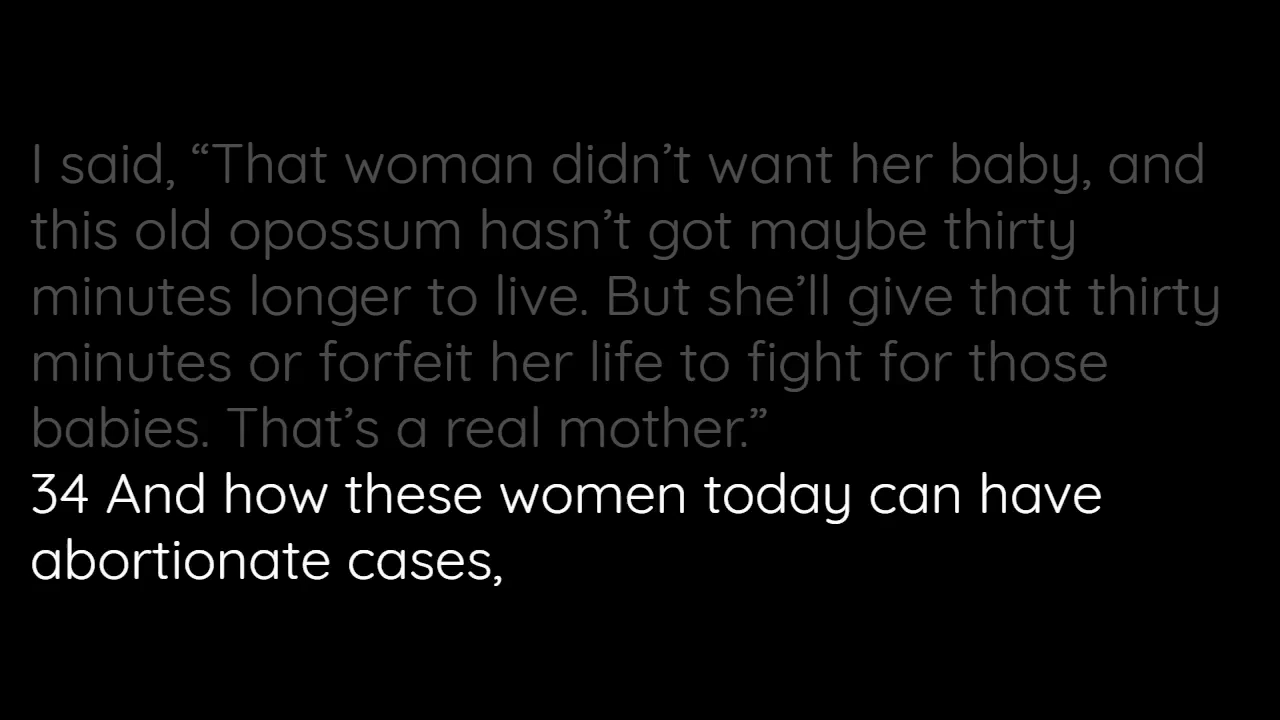 I said, “That woman didn’t want her baby, and
this old opossum hasn’t got maybe thirty
minutes longer to live. But she’ll give that thirty
minutes or forfeit her life to fight for those
babies. That’s a real mother.”
34 And how these women today can have
abortionate cases,